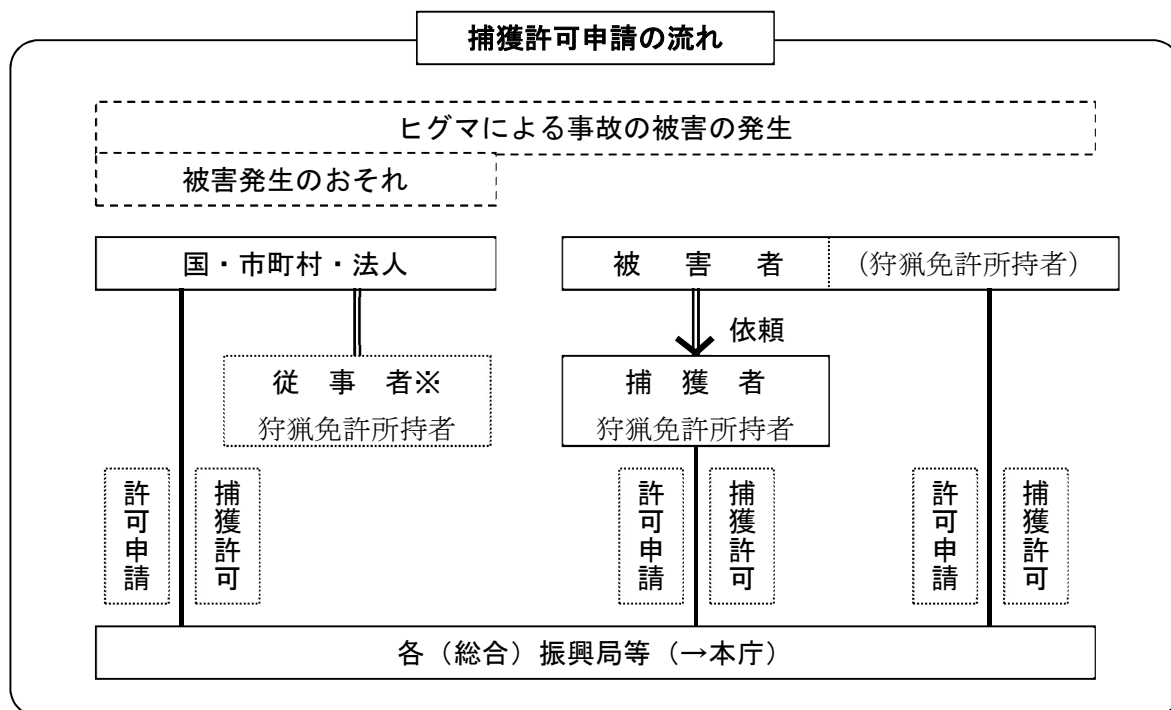 捕獲許可申請の流れ
ヒグマによる事故の被害の発生
被害発生のおそれ
国・市町村・法人
被害者
(狩猟免許所持者)
依頼
従事者※
狩猟免許所持者
捕獲者
狩猟免許所持者
許可申請
捕獲許可
許可申請
捕獲許可
許可申請
捕獲許可
各(総合)振興局等(→本庁)